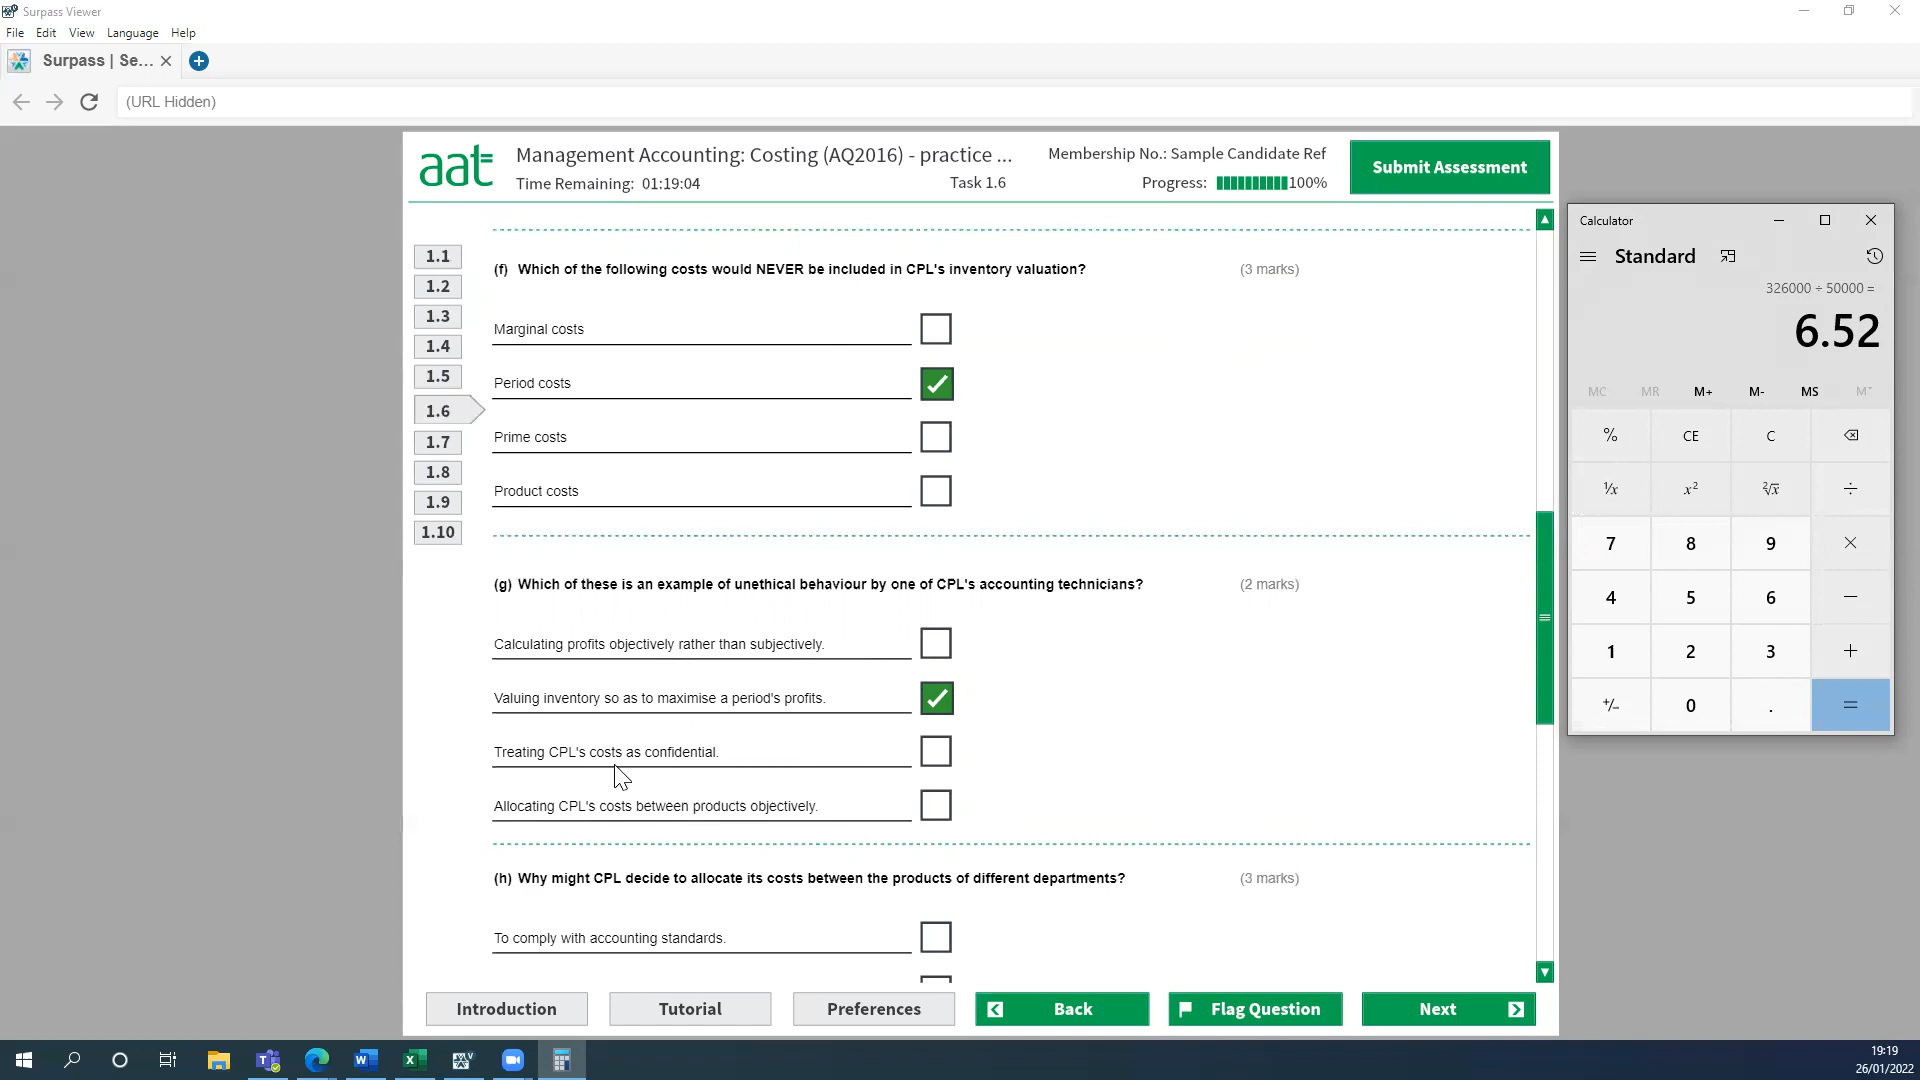 Surpass Viewer
File Edit View Language Help
Surpass | Se...
(URL Hidden)
aat
Management Accounting: Costing (AQ2016) - practice ...
Membership No.: Sample Candidate Ref
Submit Assessment
Time Remaining: 01:19:04
Task 1.6
Progress: 100%
1.1
1.2
1.3
1.4
1.5
1.6
1.7
1.8
1.9
1.10
(f) Which of the following costs would NEVER be included in CPL's inventory valuation? (3 marks)
Marginal costs
Period costs
Prime costs
Product costs
(g) Which of these is an example of unethical behaviour by one of CPL's accounting technicians? (2 marks)
Calculating profits objectively rather than subjectively.
Valuing inventory so as to maximise a period's profits.
Treating CPL's costs as confidential.
Allocating CPL's costs between products objectively.
(h) Why might CPL decide to allocate its costs between the products of different departments? (3 marks)
To comply with accounting standards.
Introduction
Tutorial
Preferences
Back
Flag Question
Next
Calculator
Standard
326000 ÷ 50000 =
6.52
MC MR M+ M- MS M˅
% CE C
¹/x x² ²√x ÷
7 8 9 ×
4 5 6 −
1 2 3 +
+/− 0 . =
19:19
26/01/2022